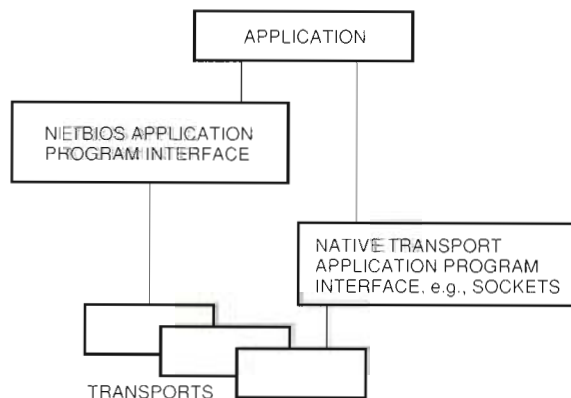 APPLICATION
NETBIOS APPLICATION
PROGRAM INTERFACE
NATIVE TRANSPORT
APPLICATION PROGRAM
INTERFACE, e.g., SOCKETS
TRANSPORTS